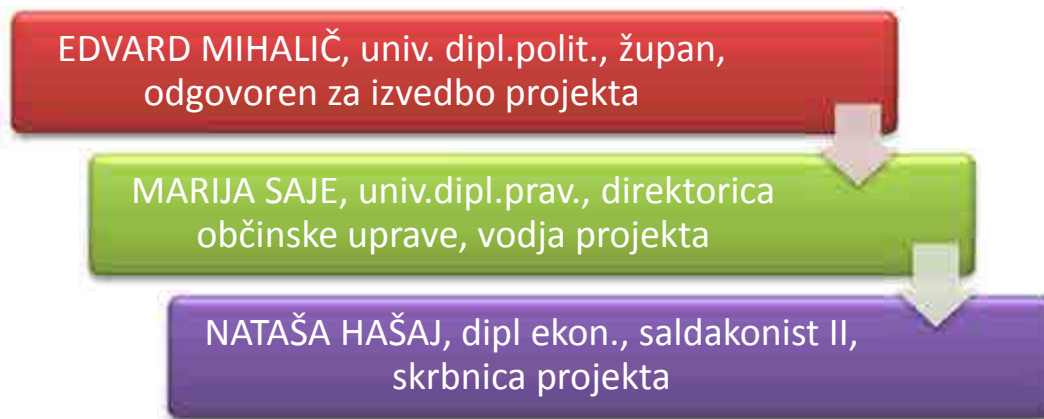 EDVARD MIHALIČ, univ. dipl.polit., župan,
odgovoren za izvedbo projekta
MARIJA SAJE, univ.dipl.prav., direktorica
občinske uprave, vodja projekta
NATAŠA HAŠAJ, dipl ekon., saldakonist II,
skrbnica projekta